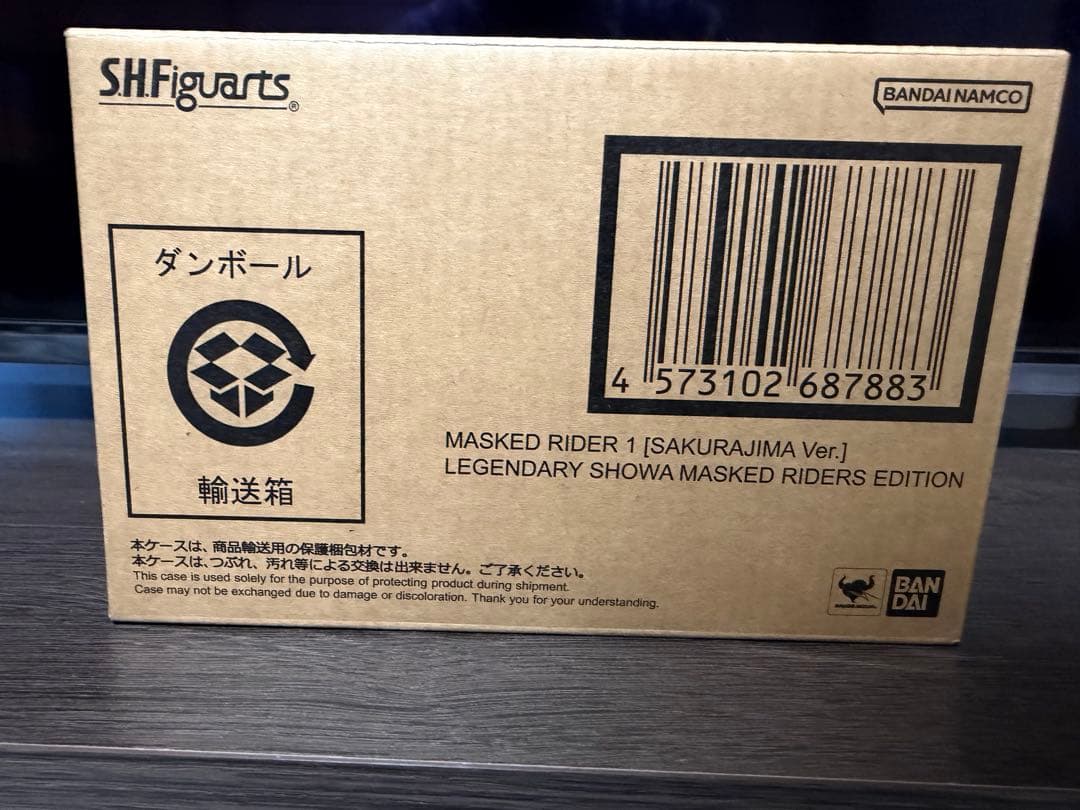 S.H.Figuarts®
BANDAI NAMCO
ダンボール
輸送箱
4 573102 687883
MASKED RIDER 1 [SAKURAJIMA Ver.]
LEGENDARY SHOWA MASKED RIDERS EDITION
本ケースは、商品輸送用の保護梱包材です。
本ケースは、つぶれ、汚れ等による交換は出来ません。ご了承ください。
This case is used solely for the purpose of protecting product during shipment.
Case may not be exchanged due to damage or discoloration. Thank you for your understanding.
BAN
DAI